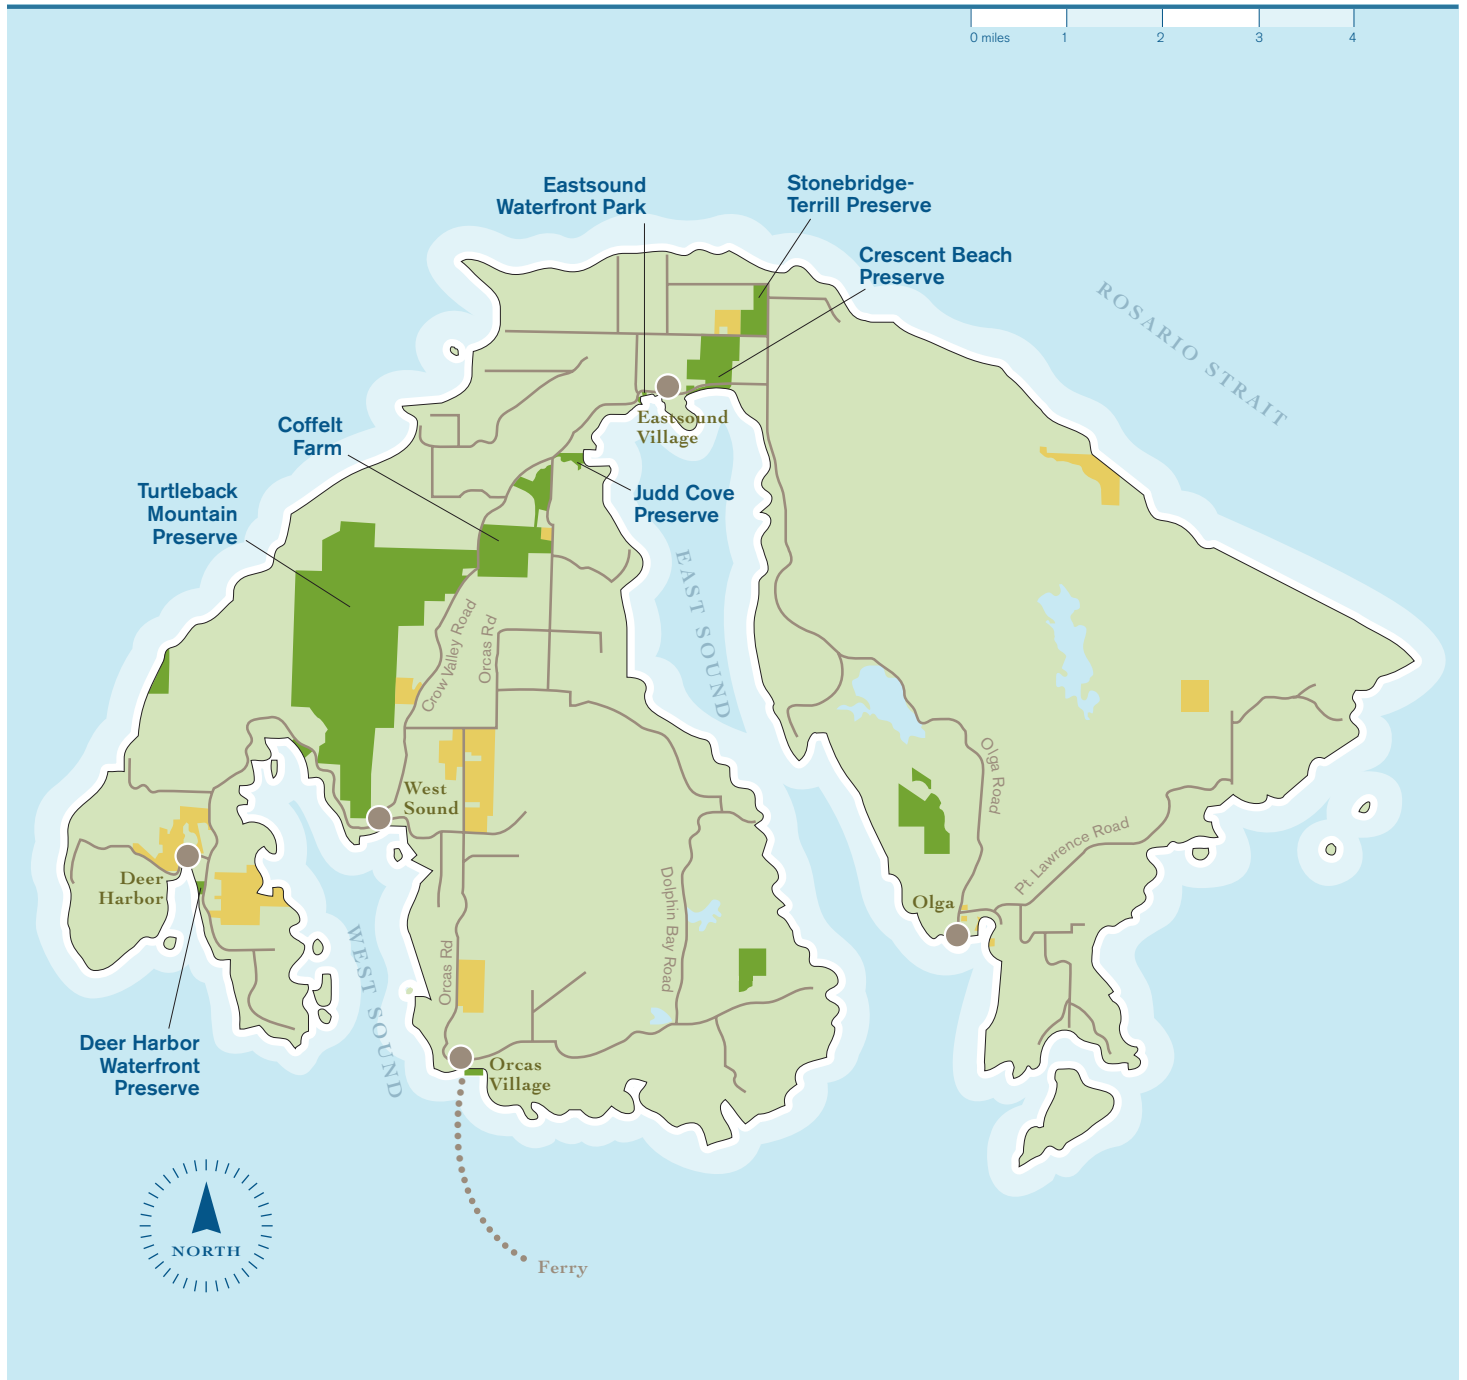 0 miles 1 2 3 4
Eastsound
Waterfront Park
Stonebridge-
Terrill Preserve
Crescent Beach
Preserve
ROSARIO STRAIT
Eastsound
Village
Coffelt
Farm
Turtleback
Mountain
Preserve
Judd Cove
Preserve
EAST SOUND
Crow Valley Road
Orcas Rd
Olga Road
West
Sound
Pt. Lawrence Road
Deer
Harbor
Dolphin Bay Road
Olga
WEST SOUND
Orcas Rd
Deer Harbor
Waterfront
Preserve
Orcas
Village
NORTH
Ferry